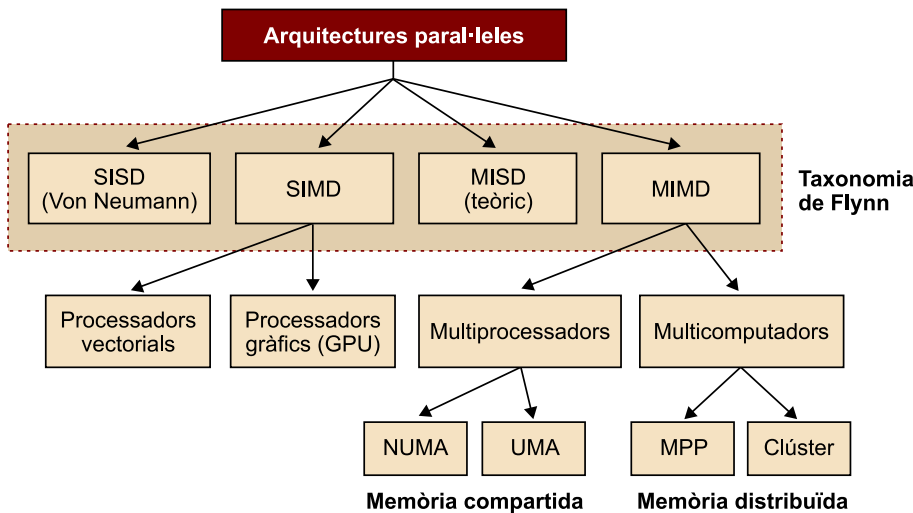 Arquitectures paral·leles
SISD
(Von Neumann)
SIMD
MISD
(teòric)
MIMD
Taxonomia
de Flynn
Processadors
vectorials
Processadors
gràfics (GPU)
Multiprocessadors
Multicomputadors
NUMA
UMA
MPP
Clúster
Memòria compartida
Memòria distribuïda